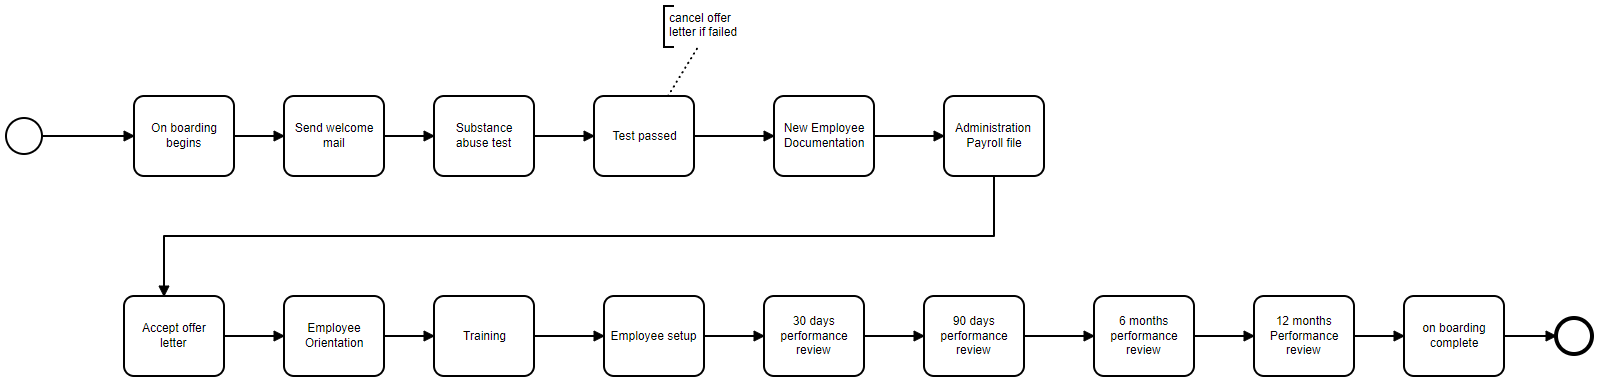 cancel offer
letter if failed
On boarding
begins
Send welcome
mail
Substance
abuse test
Test passed
New Employee
Documentation
Administration
Payroll file
Accept offer
letter
Employee
Orientation
Training
Employee setup
30 days
performance
review
90 days
performance
review
6 months
performance
review
12 months
Performance
review
on boarding
complete